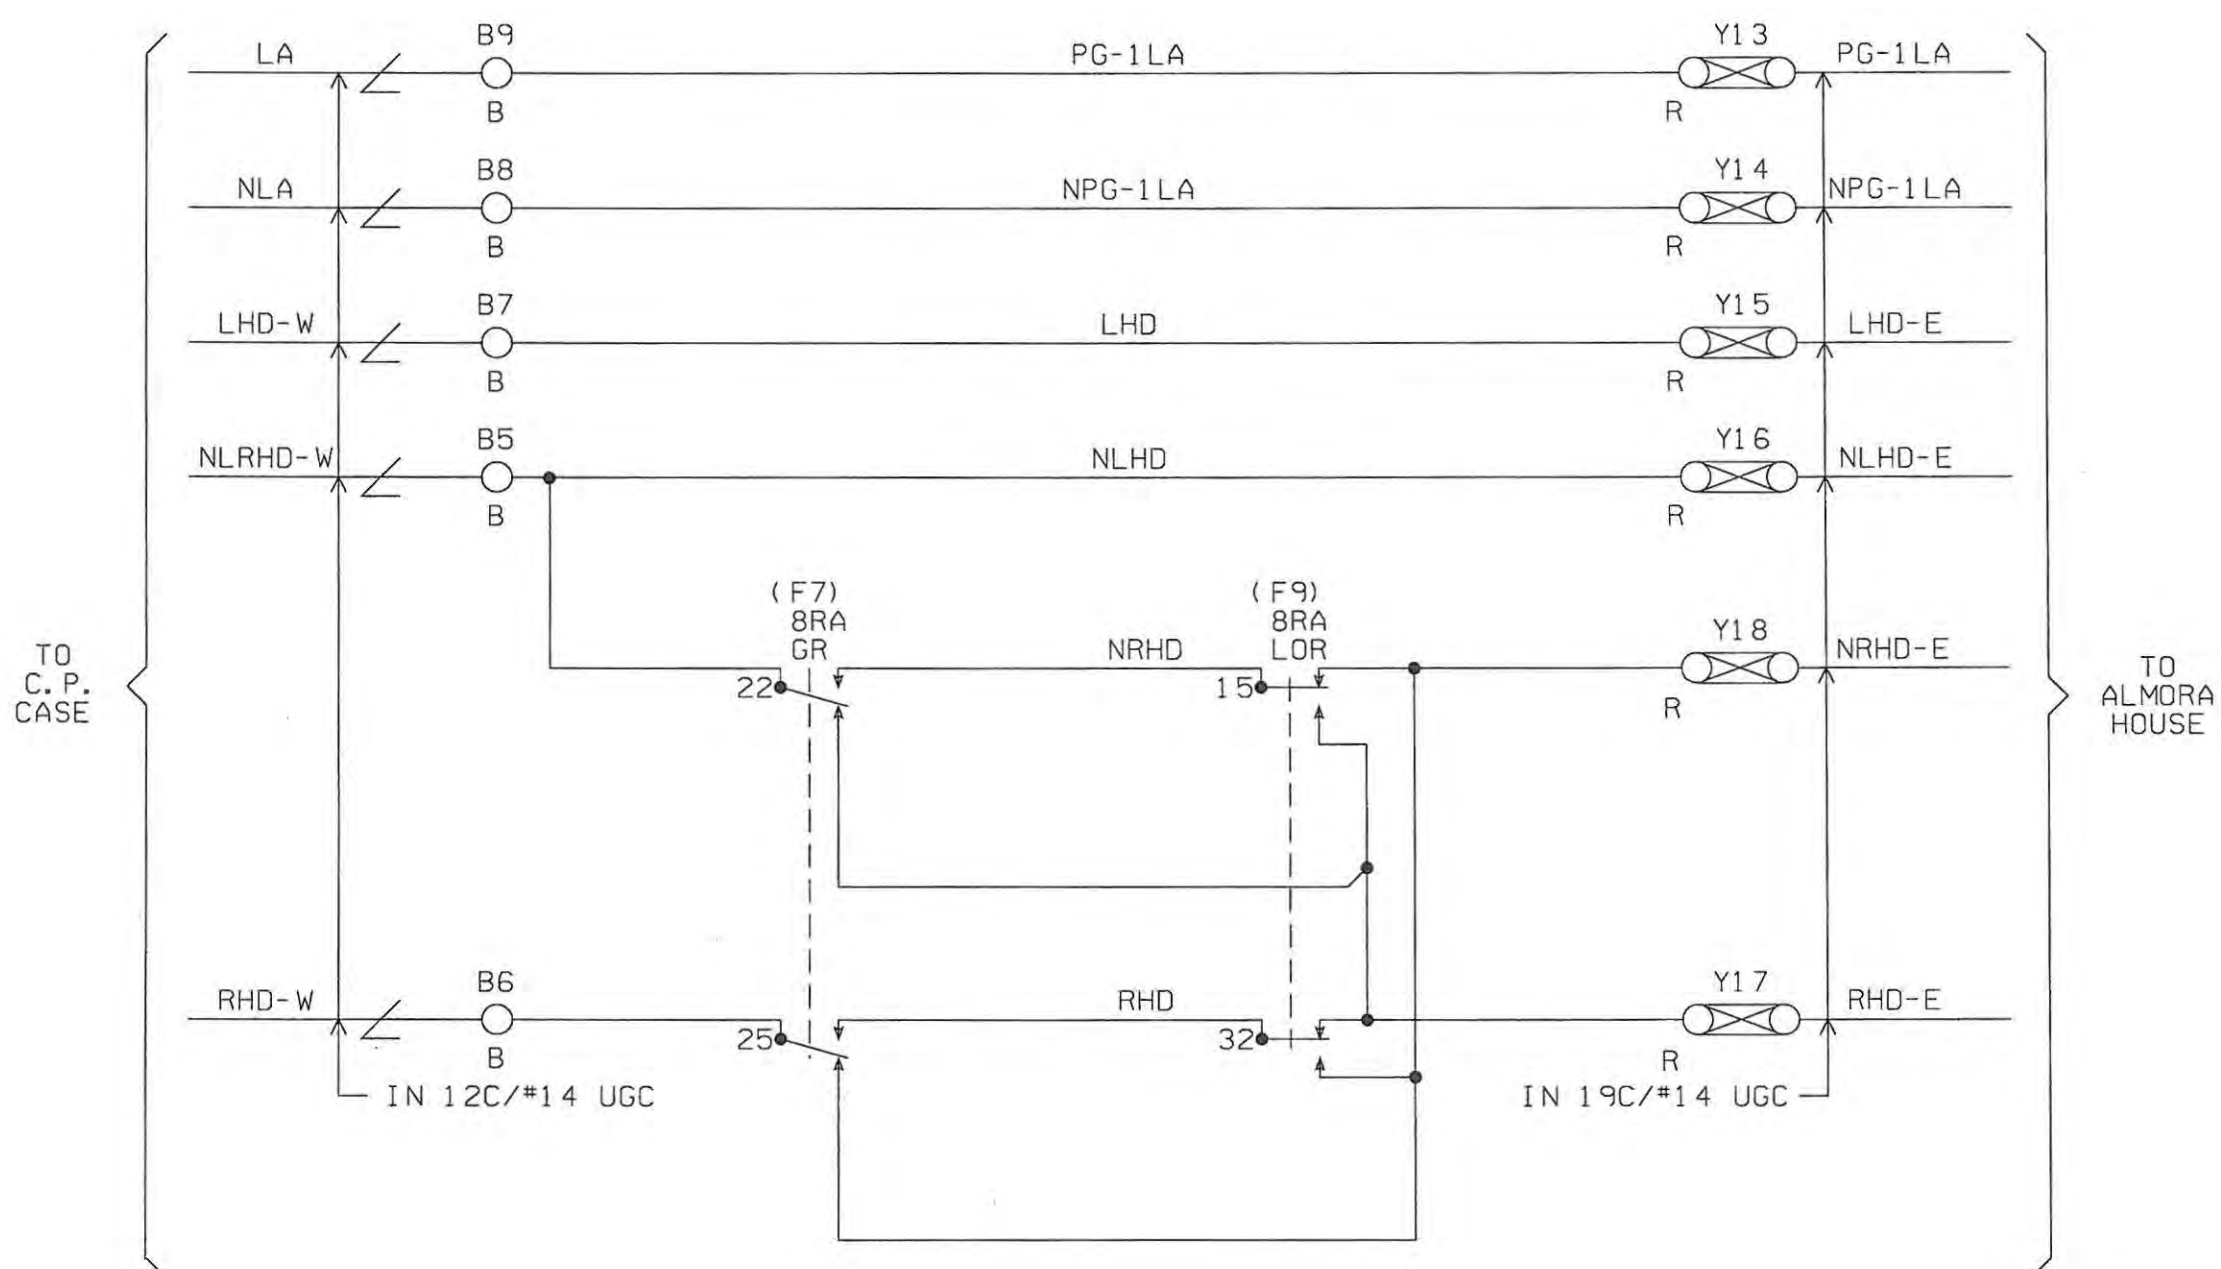 LA B9 PG-1LA Y13 PG-1LA
B R
NLA B8 NPG-1LA Y14 NPG-1LA
B R
LHD-W B7 LHD Y15 LHD-E
B R
NLRHD-W B5 NLHD Y16 NLHD-E
B R
(F7) (F9)
8RA 8RA
GR NRHD LOR Y18 NRHD-E
22 15 R
TO
C.P.
CASE
TO
ALMORA
HOUSE
RHD-W B6 RHD Y17 RHD-E
25 32
B R
IN 12C/#14 UGC IN 19C/#14 UGC